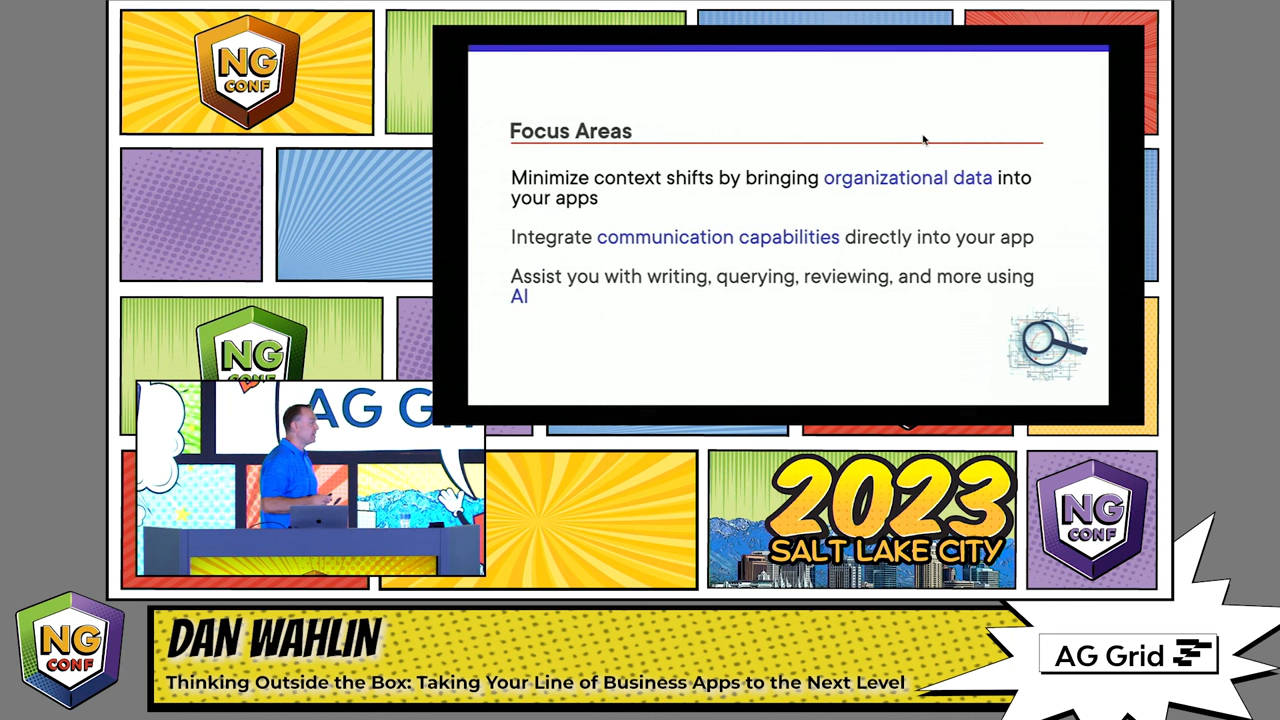 NG
CONF
Focus Areas
Minimize context shifts by bringing organizational data into
your apps
Integrate communication capabilities directly into your app
Assist you with writing, querying, reviewing, and more using
AI
NG
CONF
AG G
2023
SALT LAKE CITY
NG
CONF
NG
CONF
DAN WAHLIN
Thinking Outside the Box: Taking Your Line of Business Apps to the Next Level
AG Grid